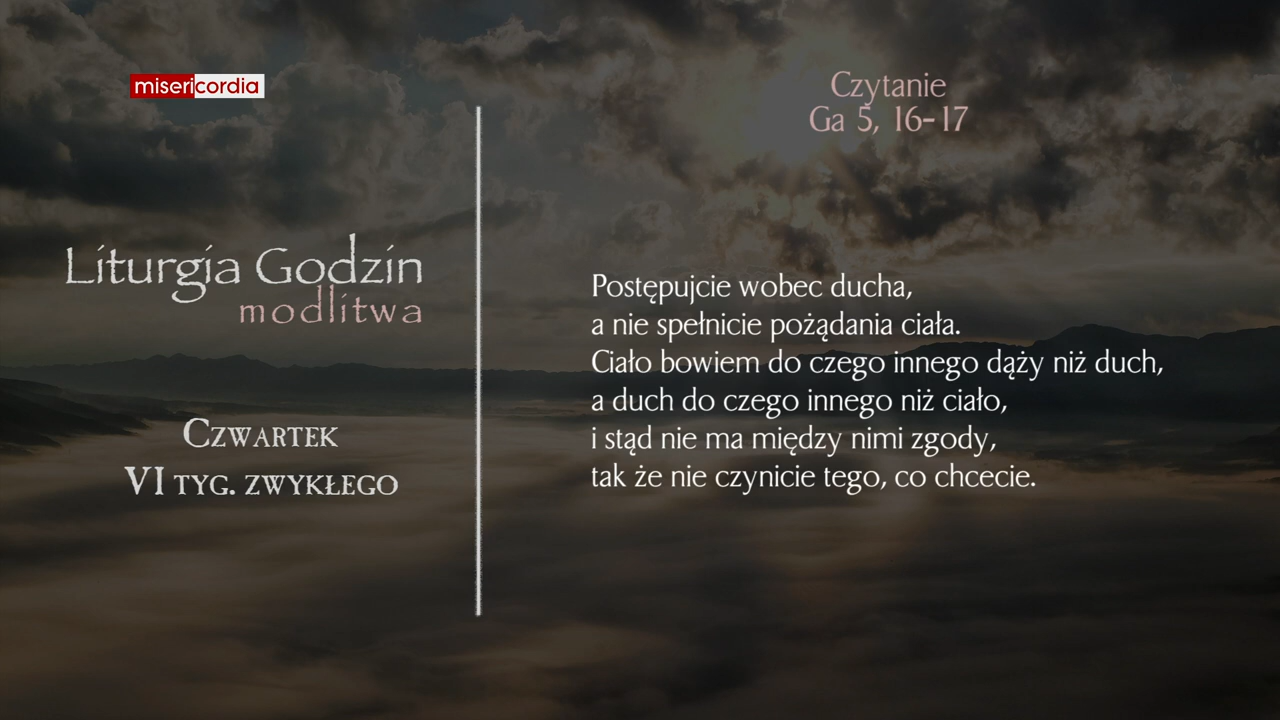 misericordia
Liturgia Godzin
modlitwa
Czwartek
VI tyg. zwykłego
Czytanie
Ga 5, 16-17
Postępujcie wobec ducha,
a nie spełnicie pożądania ciała.
Ciało bowiem do czego innego dąży niż duch,
a duch do czego innego niż ciało,
i stąd nie ma między nimi zgody,
tak że nie czynicie tego, co chcecie.